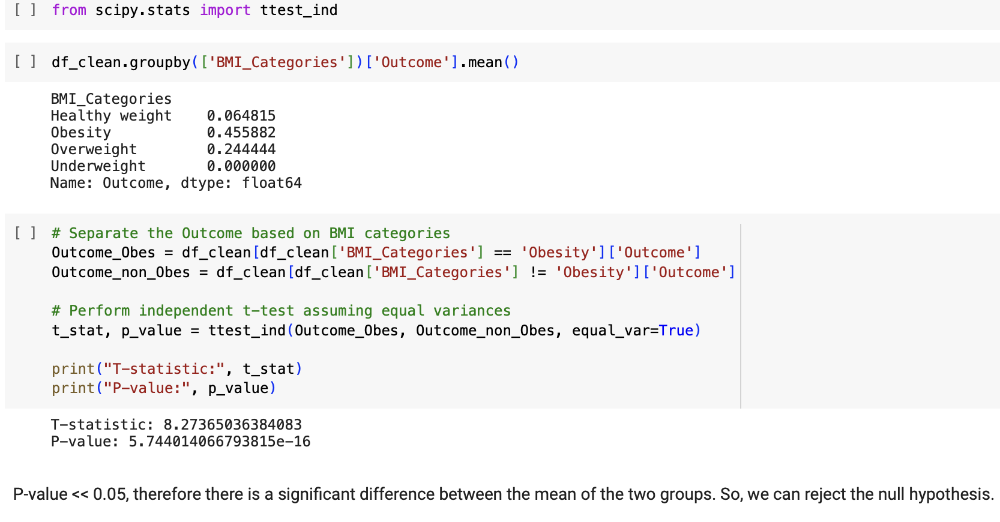 [ ] from scipy.stats import ttest_ind
[ ] df_clean.groupby(['BMI_Categories'])['Outcome'].mean()
BMI_Categories
Healthy weight    0.064815
Obesity           0.455882
Overweight        0.244444
Underweight       0.000000
Name: Outcome, dtype: float64
[ ] # Separate the Outcome based on BMI categories
Outcome_Obes = df_clean[df_clean['BMI_Categories'] == 'Obesity']['Outcome']
Outcome_non_Obes = df_clean[df_clean['BMI_Categories'] != 'Obesity']['Outcome']
# Perform independent t-test assuming equal variances
t_stat, p_value = ttest_ind(Outcome_Obes, Outcome_non_Obes, equal_var=True)
print("T-statistic:", t_stat)
print("P-value:", p_value)
T-statistic: 8.27365036384083
P-value: 5.744014066793815e-16
P-value << 0.05, therefore there is a significant difference between the mean of the two groups. So, we can reject the null hypothesis.